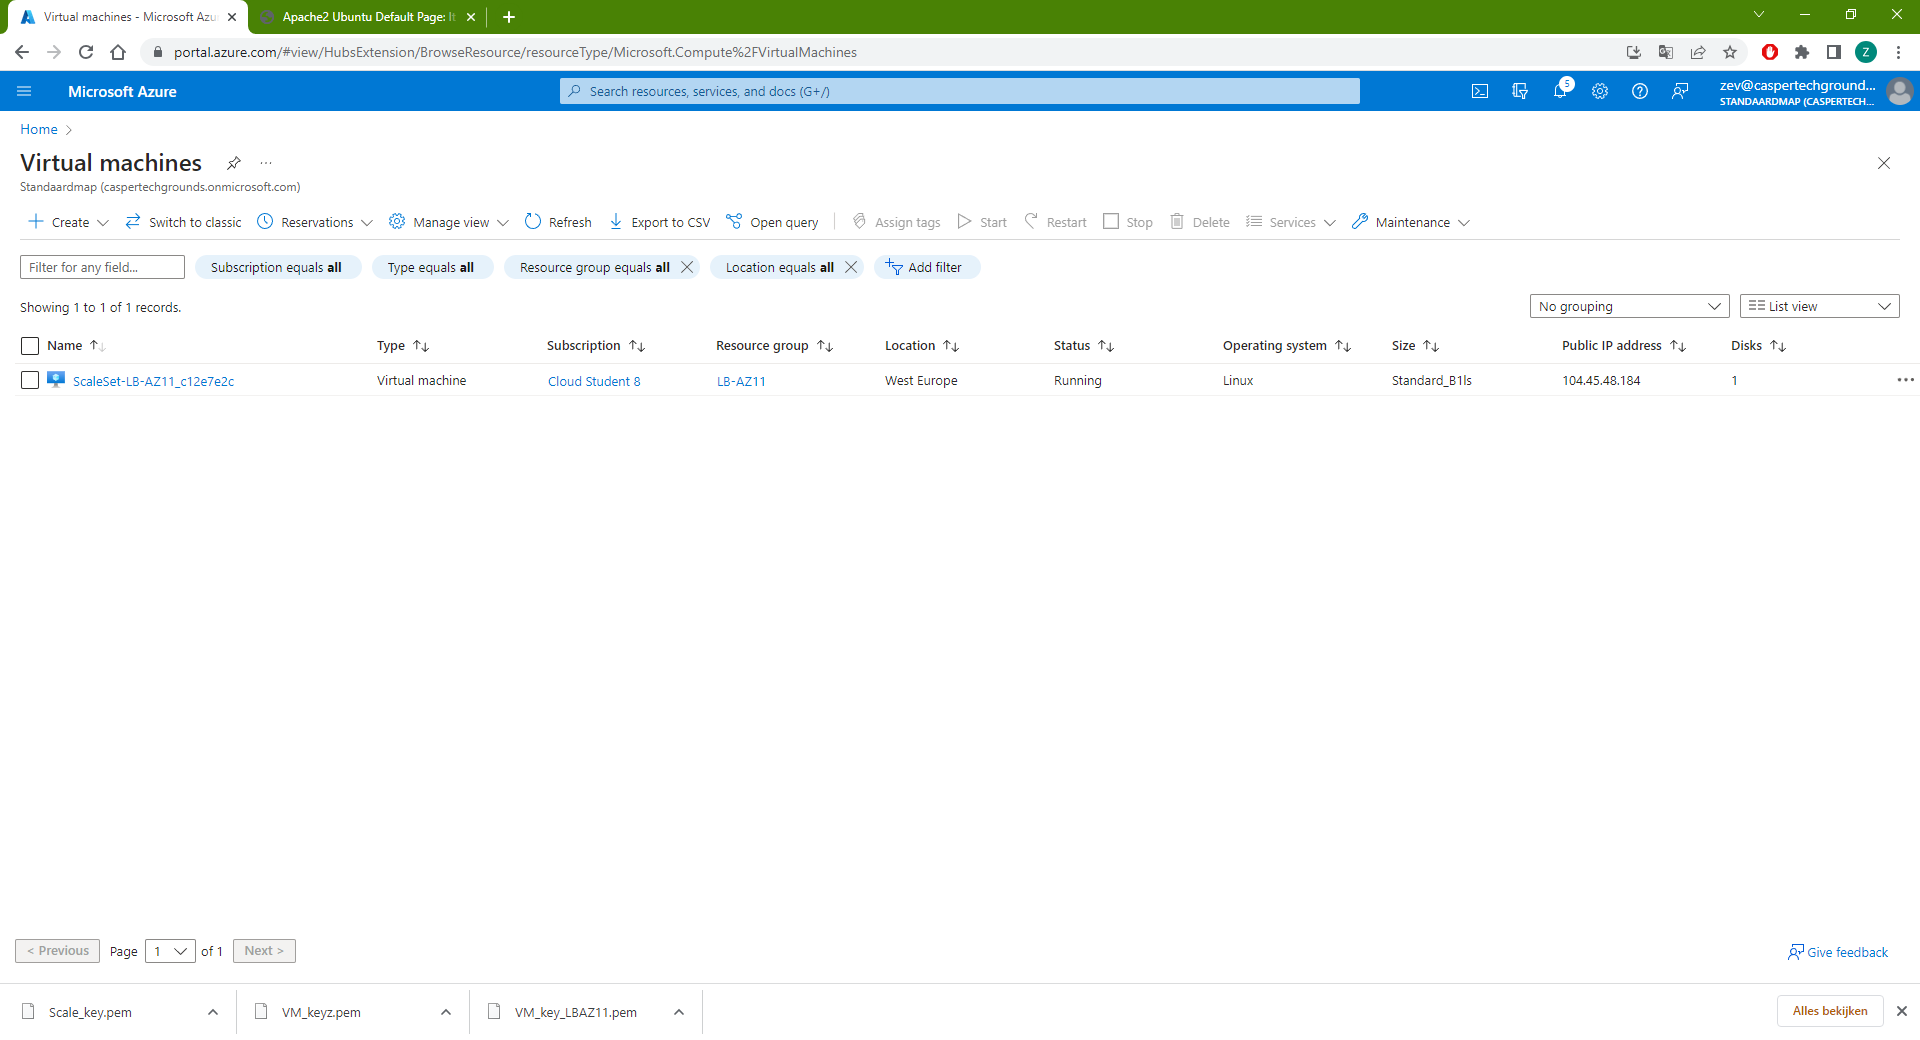 Virtual machines - Microsoft Azu
Apache2 Ubuntu Default Page: It
portal.azure.com/#view/HubsExtension/BrowseResource/resourceType/Microsoft.Compute%2FVirtualMachines
Z
Microsoft Azure
Search resources, services, and docs (G+/)
5
zev@caspertechground...
STANDAARDMAP (CASPERTECH...
Home
Virtual machines
Standaardmap (caspertechgrounds.onmicrosoft.com)
Create Switch to classic Reservations Manage view Refresh Export to CSV Open query Assign tags Start Restart Stop Delete Services Maintenance
Filter for any field... Subscription equals all Type equals all Resource group equals all Location equals all Add filter
Showing 1 to 1 of 1 records. No grouping List view
Name Type Subscription Resource group Location Status Operating system Size Public IP address Disks
ScaleSet-LB-AZ11_c12e7e2c Virtual machine Cloud Student 8 LB-AZ11 West Europe Running Linux Standard_B1ls 104.45.48.184 1
< Previous Page 1 of 1 Next > Give feedback
Scale_key.pem VM_keyz.pem VM_key_LBAZ11.pem Alles bekijken